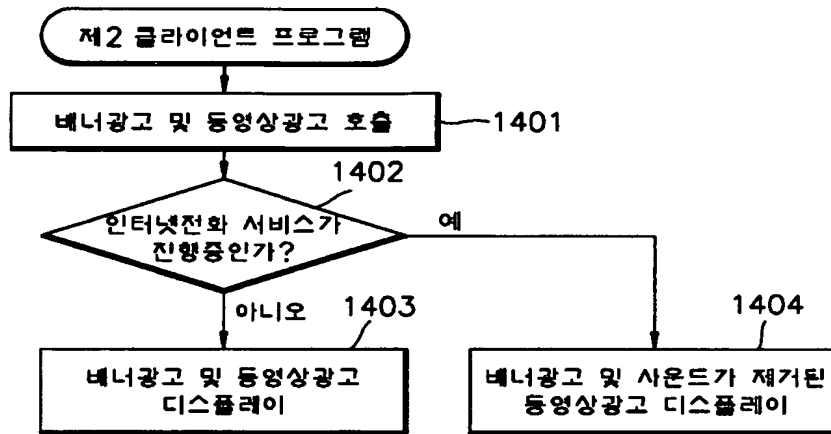 제2 클라이언트 프로그램
배너광고 및 동영상광고 호출
1401
1402
인터넷전화 서비스가
진행중인가?
예
아니오
1403
배너광고 및 동영상광고
디스플레이
1404
배너광고 및 사운드가 제거된
동영상광고 디스플레이